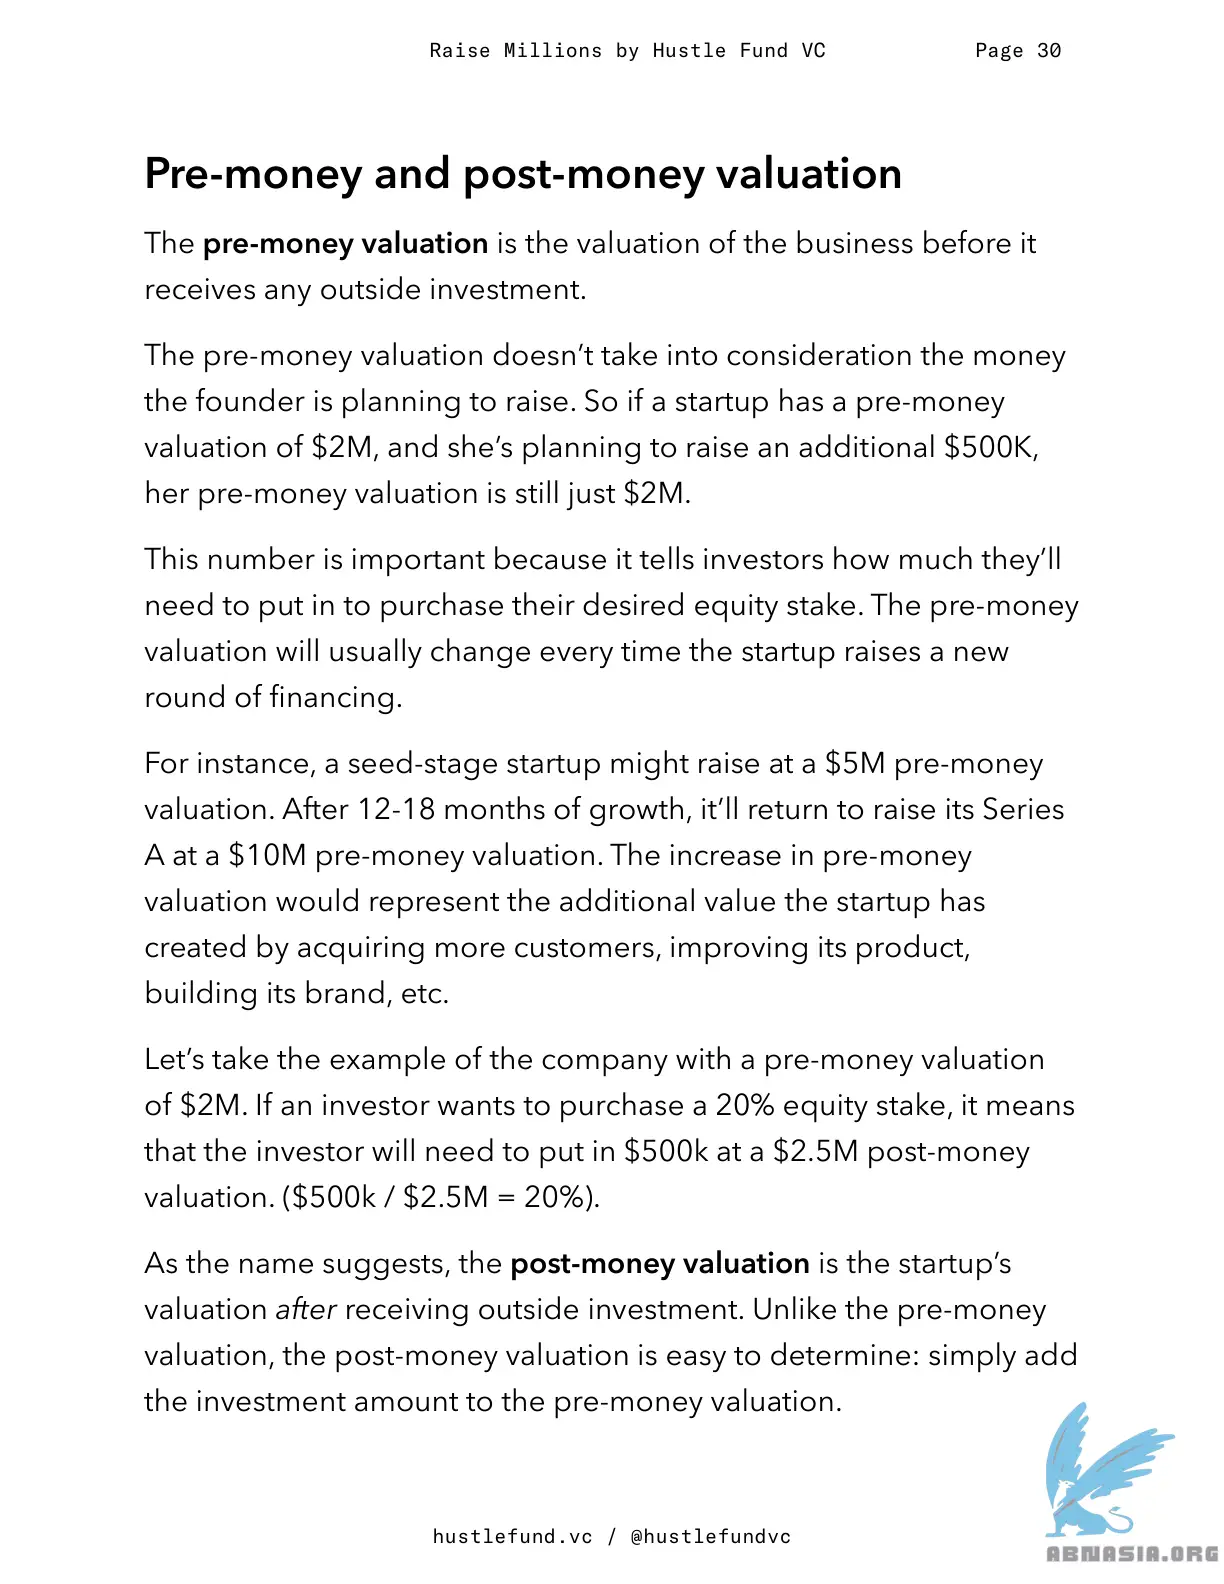 Raise Millions by Hustle Fund VC Page 30
Pre-money and post-money valuation
The pre-money valuation is the valuation of the business before it
receives any outside investment.
The pre-money valuation doesn’t take into consideration the money
the founder is planning to raise. So if a startup has a pre-money
valuation of $2M, and she’s planning to raise an additional $500K,
her pre-money valuation is still just $2M.
This number is important because it tells investors how much they’ll
need to put in to purchase their desired equity stake. The pre-money
valuation will usually change every time the startup raises a new
round of financing.
For instance, a seed-stage startup might raise at a $5M pre-money
valuation. After 12-18 months of growth, it’ll return to raise its Series
A at a $10M pre-money valuation. The increase in pre-money
valuation would represent the additional value the startup has
created by acquiring more customers, improving its product,
building its brand, etc.
Let’s take the example of the company with a pre-money valuation
of $2M. If an investor wants to purchase a 20% equity stake, it means
that the investor will need to put in $500k at a $2.5M post-money
valuation. ($500k / $2.5M = 20%).
As the name suggests, the post-money valuation is the startup’s
valuation after receiving outside investment. Unlike the pre-money
valuation, the post-money valuation is easy to determine: simply add
the investment amount to the pre-money valuation.
hustlefund.vc / @hustlefundvc
ABNASIA.ORG